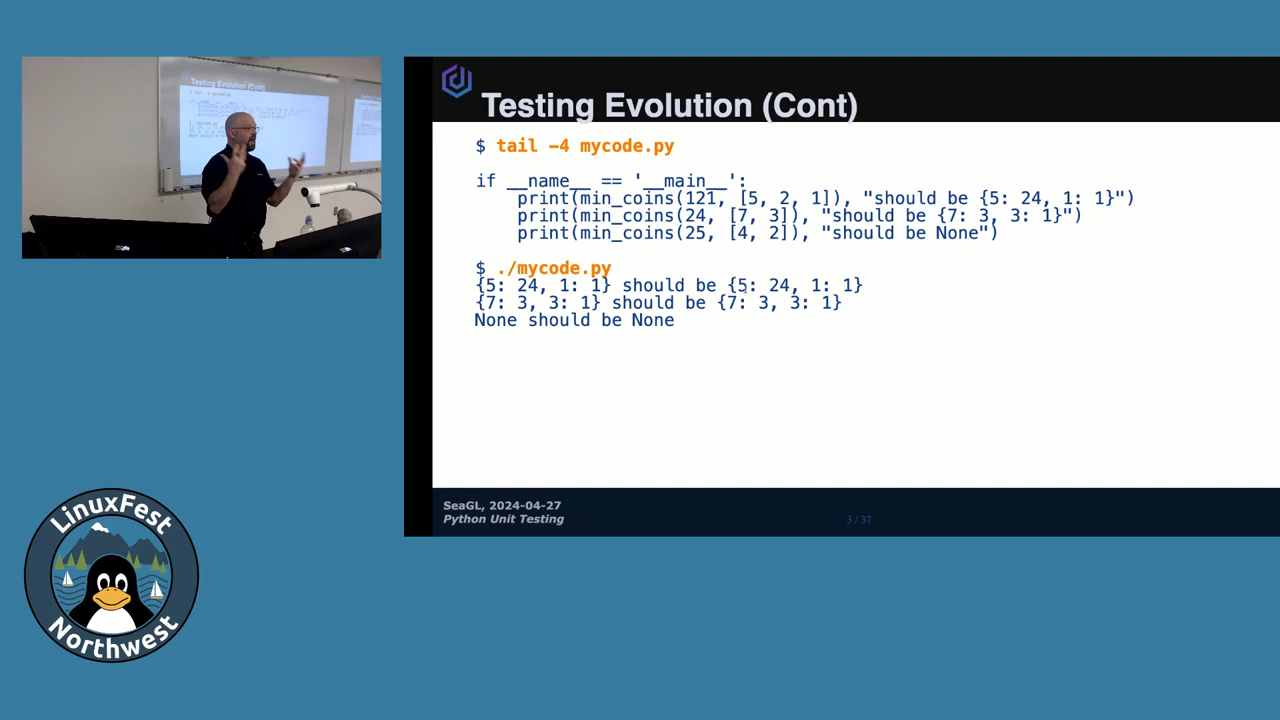 Testing Evolution (Cont)
Testing Evolution (Cont)
$ tail -4 mycode.py
if __name__ == '__main__':
    print(min_coins(121, [5, 2, 1]), "should be {5: 24, 1: 1}")
    print(min_coins(24, [7, 3]), "should be {7: 3, 3: 1}")
    print(min_coins(25, [4, 2]), "should be None")
$ ./mycode.py
{5: 24, 1: 1} should be {5: 24, 1: 1}
{7: 3, 3: 1} should be {7: 3, 3: 1}
None should be None
SeaGL, 2024-04-27
Python Unit Testing
3 / 37
LinuxFest
Northwest